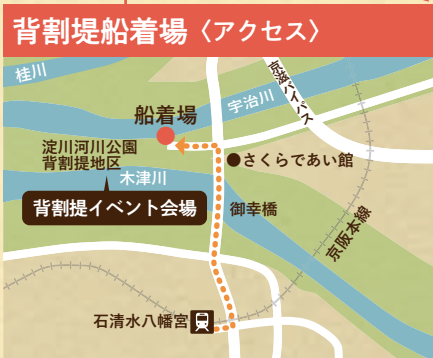 背割堤船着場〈アクセス〉
桂川
京滋バイパス
宇治川
船着場
淀川河川公園
背割堤地区
さくらであい館
木津川
背割提イベント会場
御幸橋
京阪本線
石清水八幡宮